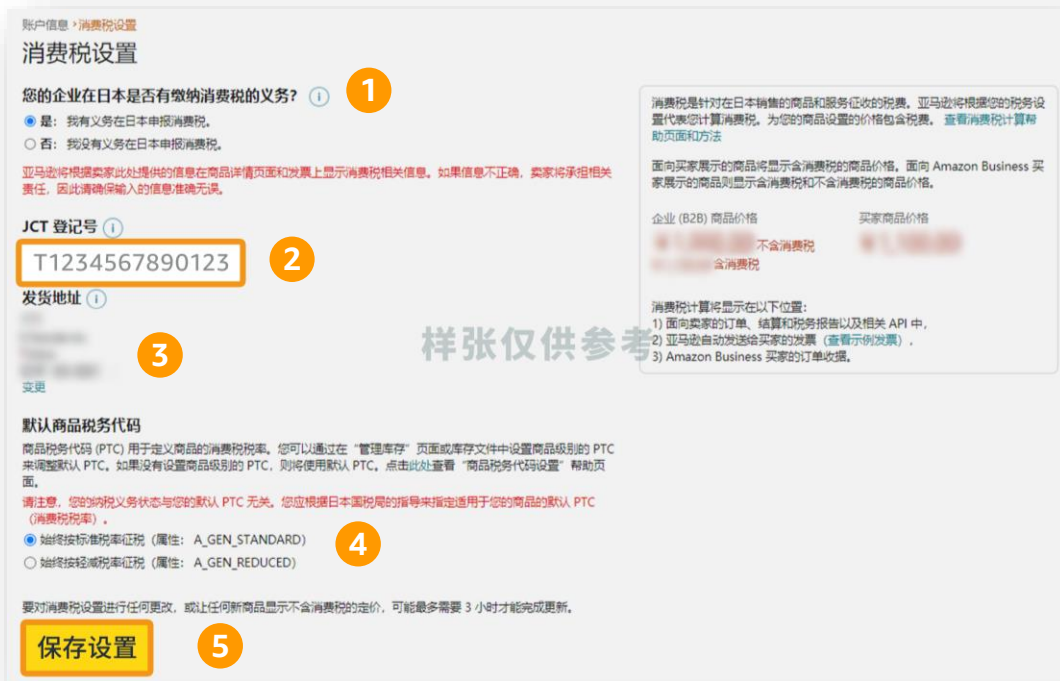 账户信息 › 消费税设置
消费税设置
您的企业在日本是否有缴纳消费税的义务？
1
是： 我有义务在日本申报消费税。
否： 我没有义务在日本申报消费税。
亚马逊将根据卖家此处提供的信息在商品详情页面和发票上显示消费税相关信息。如果信息不正确，卖家将承担相关
责任，因此请确保输入的信息准确无误。
JCT 登记号
T1234567890123
2
发货地址
3
变更
默认商品税务代码
商品税务代码 (PTC) 用于定义商品的消费税税率。您可以通过在“管理库存”页面或库存文件中设置商品级别的 PTC
来调整默认 PTC。如果没有设置商品级别的 PTC，则将使用默认 PTC。点击此处查看“商品税务代码设置”帮助页
面。
请注意，您的纳税义务状态与您的默认 PTC 无关。您应根据日本国税局的指导来指定适用于您的商品的默认 PTC
（消费税税率）。
始终按标准税率征税（属性： A_GEN_STANDARD）
4
始终按轻减税率征税（属性： A_GEN_REDUCED）
要对消费税设置进行任何更改，或让任何新商品显示不含消费税的定价，可能最多需要 3 小时才能完成更新。
保存设置
5
消费税是针对在日本销售的商品和服务征收的税费。亚马逊将根据您的税务设
置代表您计算消费税。为您的商品设置的价格包含税费。 查看消费税计算帮
助页面和方法
面向买家展示的商品将显示含消费税的商品价格。面向 Amazon Business 买
家展示的商品则显示含消费税和不含消费税的商品价格。
企业 (B2B) 商品价格
买家商品价格
不含消费税
含消费税
消费税计算将显示在以下位置：
1) 面向卖家的订单、结算和税务报告以及相关 API 中，
2) 亚马逊自动发送给买家的发票（查看示例发票），
3) Amazon Business 买家的订单收据。
样张仅供参考